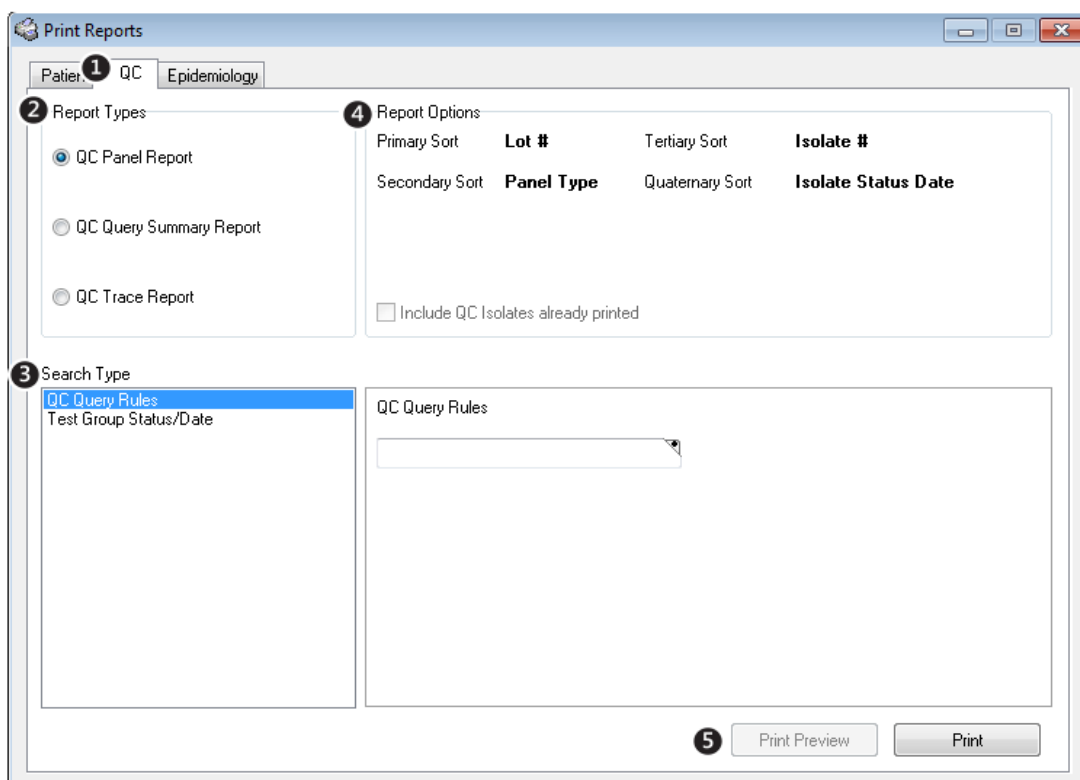 Print Reports
1 QC Epidemiology
2 Report Types
QC Panel Report
QC Query Summary Report
QC Trace Report
4 Report Options
Primary Sort Lot # Tertiary Sort Isolate #
Secondary Sort Panel Type Quaternary Sort Isolate Status Date
Include QC Isolates already printed
3 Search Type
QC Query Rules
Test Group Status/Date
QC Query Rules
5 Print Preview Print